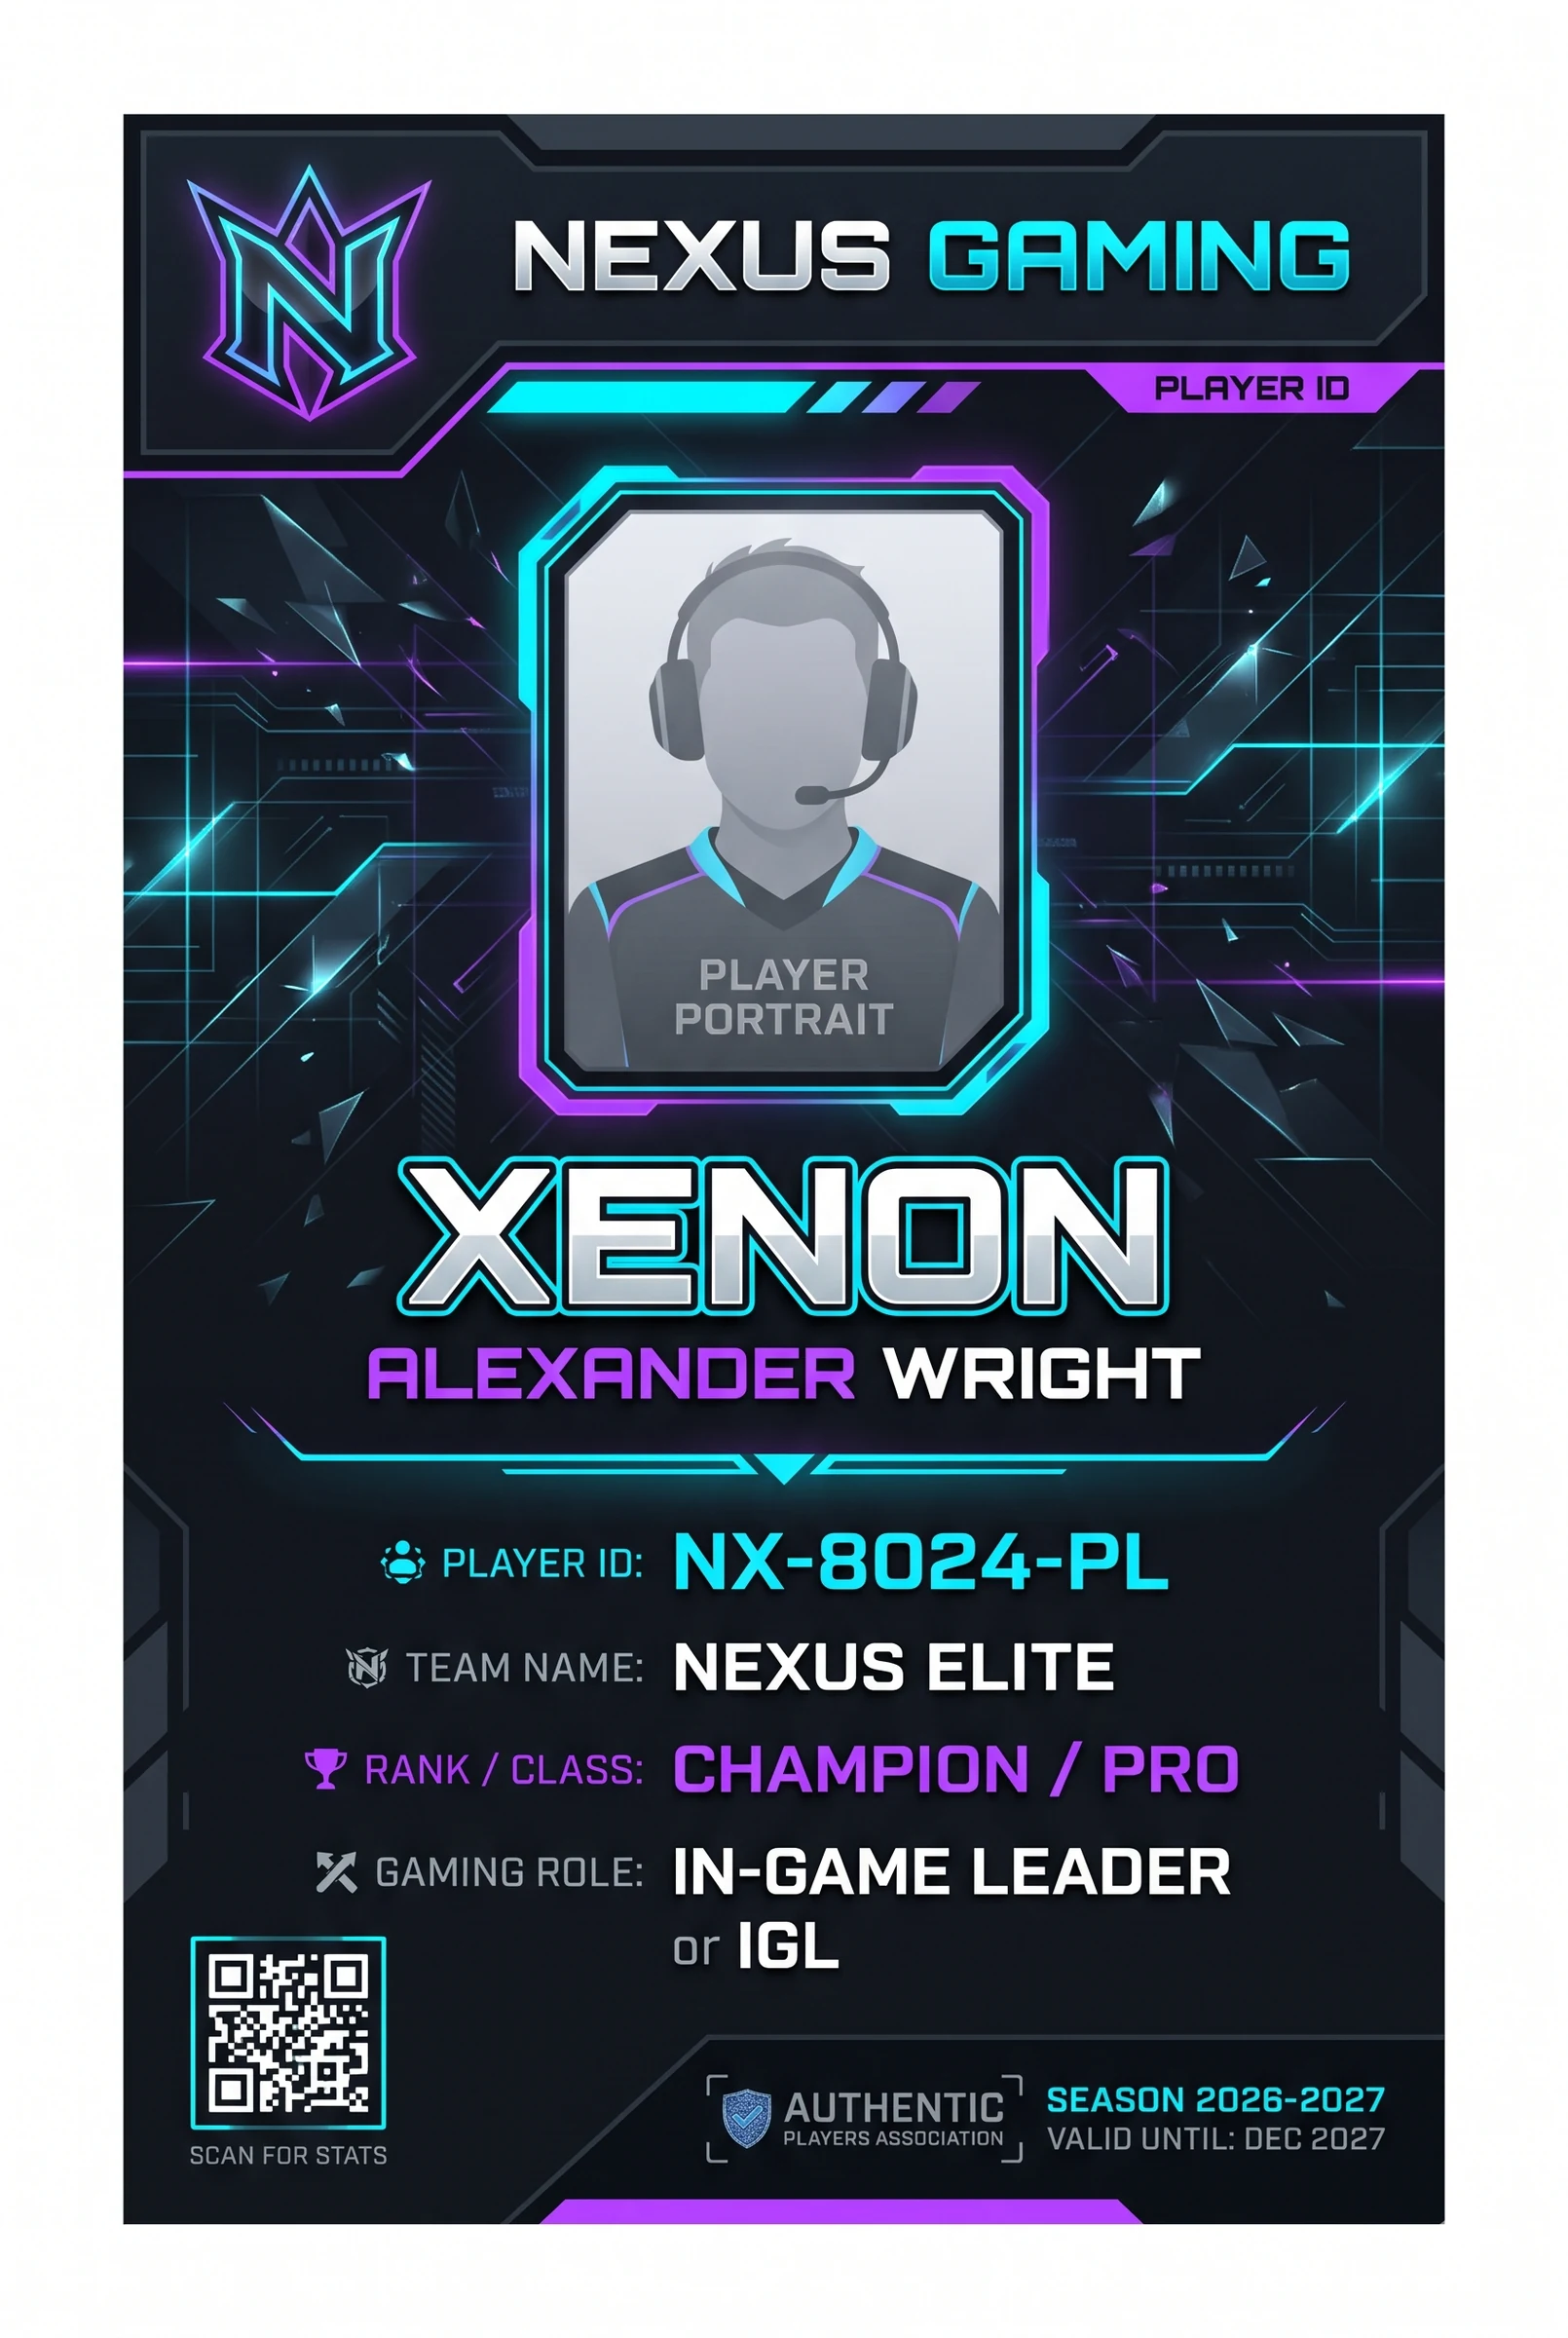 NEXUS GAMING
PLAYER ID
PLAYER
PORTRAIT
XENON
ALEXANDER WRIGHT
PLAYER ID: NX-8024-PL
TEAM NAME: NEXUS ELITE
RANK / CLASS: CHAMPION / PRO
GAMING ROLE: IN-GAME LEADER
or IGL
SCAN FOR STATS
AUTHENTIC
PLAYERS ASSOCIATION
SEASON 2026-2027
VALID UNTIL: DEC 2027